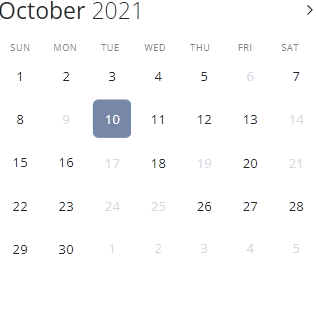 October 2021
SUN MON TUE WED THU FRI SAT
1 2 3 4 5 6 7
8 9 10 11 12 13 14
15 16 17 18 19 20 21
22 23 24 25 26 27 28
29 30 1 2 3 4 5